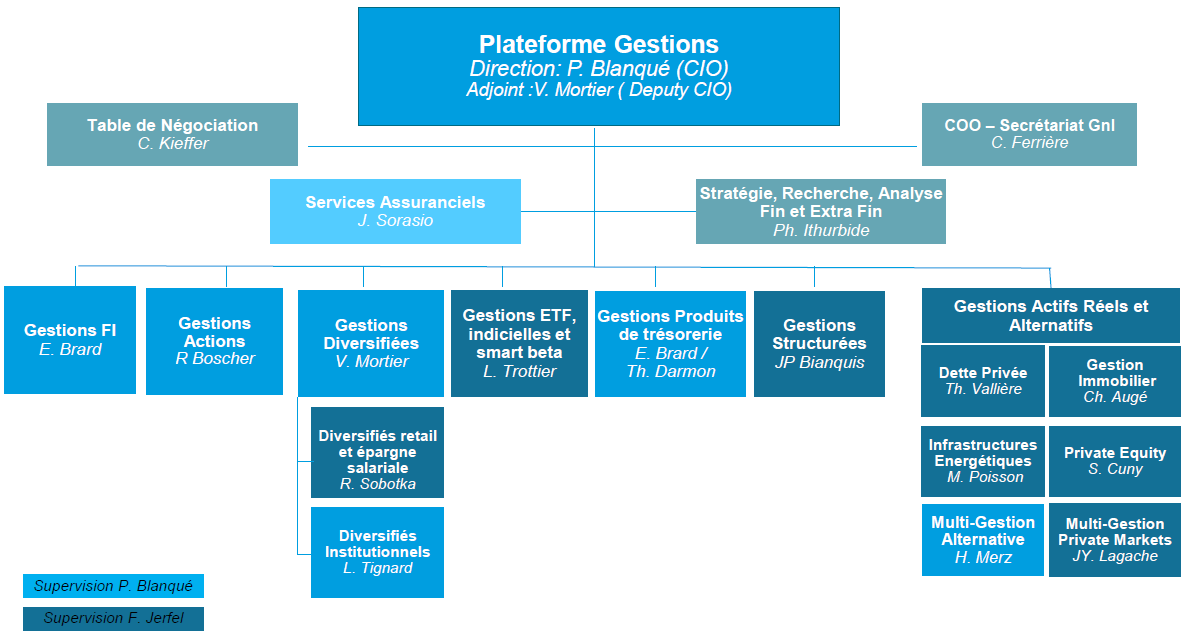 Plateforme Gestions
Direction: P. Blanqué (CIO)
Adjoint :V. Mortier ( Deputy CIO)
Table de Négociation
C. Kieffer
COO – Secrétariat Gnl
C. Ferrière
Services Assuranciels
J. Sorasio
Stratégie, Recherche, Analyse
Fin et Extra Fin
Ph. Ithurbide
Gestions FI
E. Brard
Gestions
Actions
R Boscher
Gestions
Diversifiées
V. Mortier
Gestions ETF,
indicielles et
smart beta
L. Trottier
Gestions Produits
de trésorerie
E. Brard /
Th. Darmon
Gestions
Structurées
JP Bianquis
Gestions Actifs Réels et
Alternatifs
Dette Privée
Th. Vallière
Gestion
Immobilier
Ch. Augé
Diversifiés retail
et épargne
salariale
R. Sobotka
Infrastructures
Energétiques
M. Poisson
Private Equity
S. Cuny
Diversifiés
Institutionnels
L. Tignard
Multi-Gestion
Alternative
H. Merz
Multi-Gestion
Private Markets
JY. Lagache
Supervision P. Blanqué
Supervision F. Jerfel